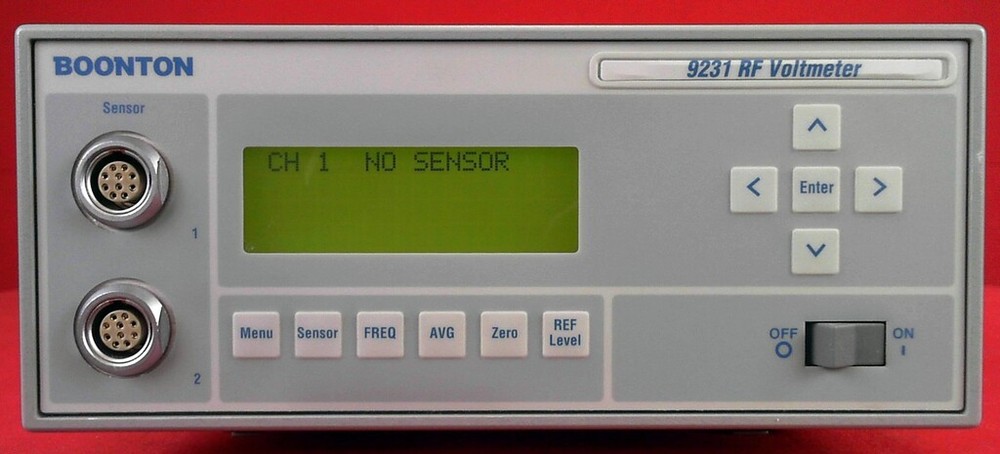 BOONTON
9231 RF Voltmeter
Sensor
1
2
CH 1 NO SENSOR
Enter
Menu
Sensor
FREQ
AVG
Zero
REF
Level
OFF
O
ON
I